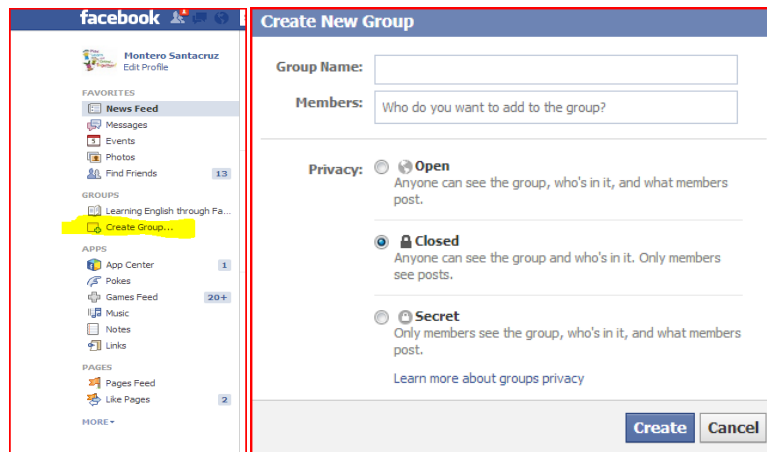 facebook
Montero Santacruz
Edit Profile
FAVORITES
News Feed
Messages
5 Events
Photos
Find Friends 13
GROUPS
Learning English through Fa...
Create Group...
APPS
App Center 1
Pokes
Games Feed 20+
Music
Notes
Links
PAGES
Pages Feed
Like Pages 2
MORE
Create New Group
Group Name:
Members: Who do you want to add to the group?
Privacy: Open
Anyone can see the group, who's in it, and what members
post.
Closed
Anyone can see the group and who's in it. Only members
see posts.
Secret
Only members see the group, who's in it, and what members
post.
Learn more about groups privacy
Create Cancel